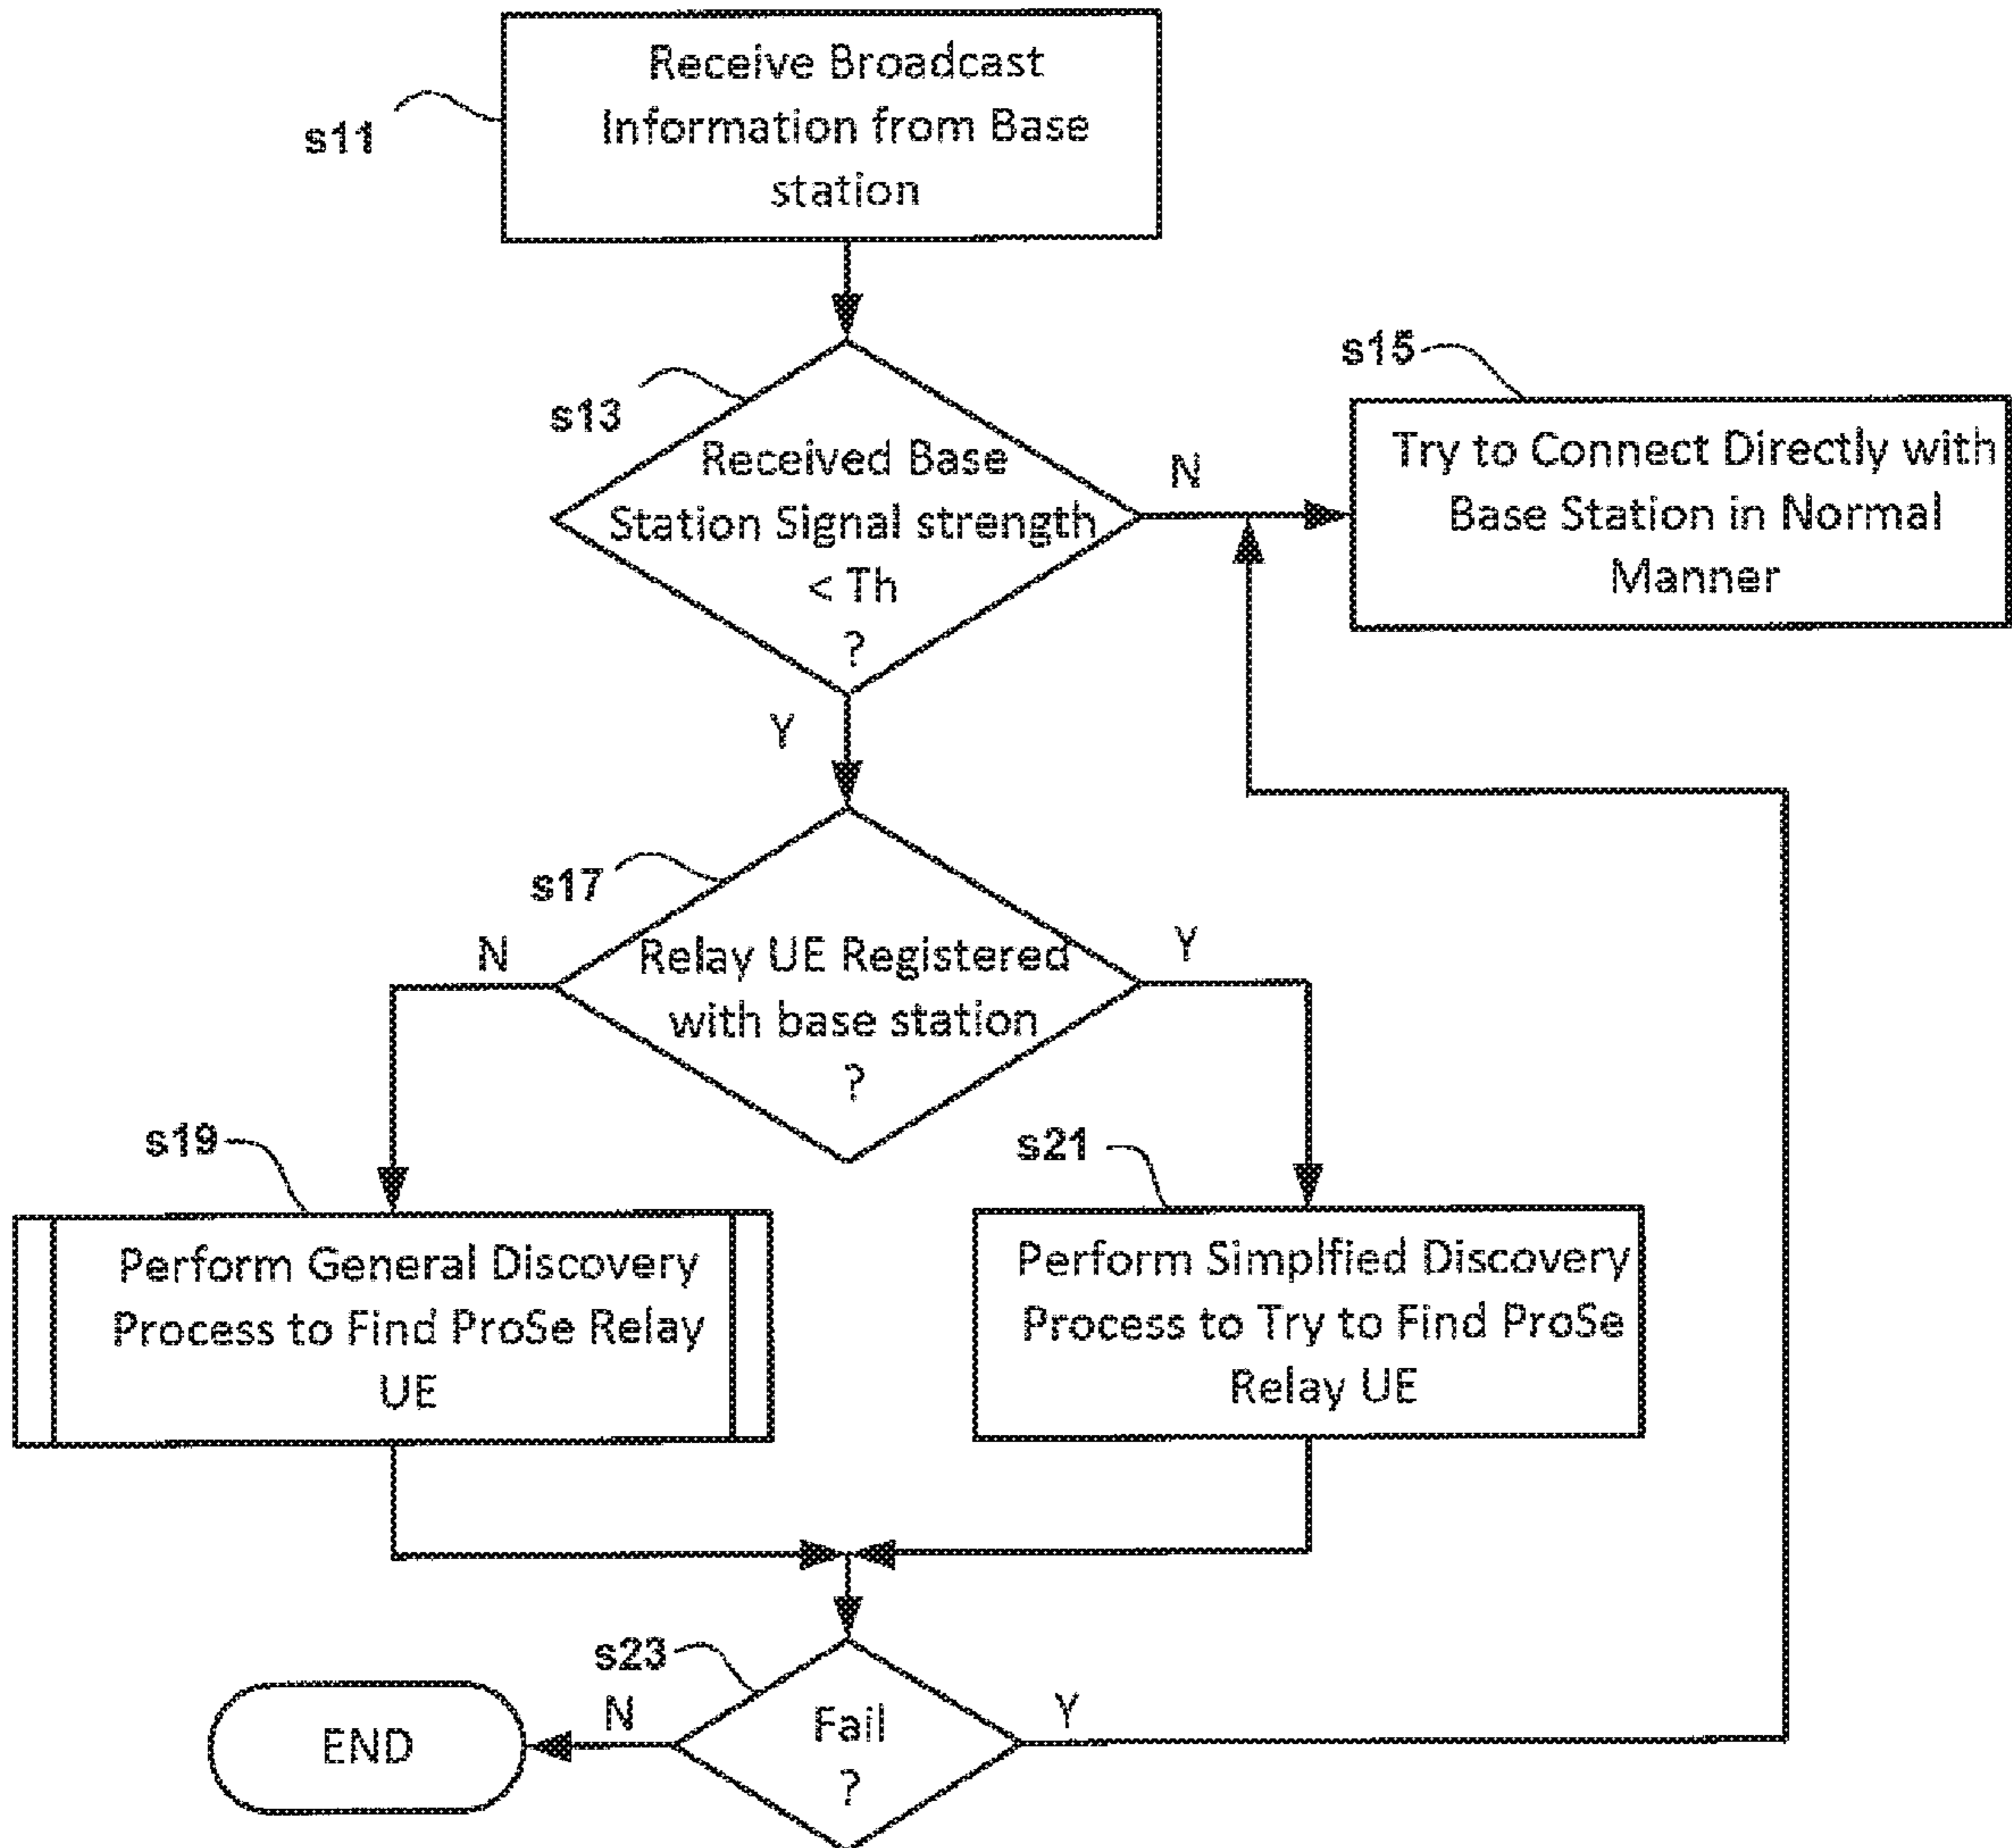 Receive Broadcast
Information from Base
station
s11
s15
s13
Received Base
Station Signal strength
< Th
?
N
Try to Connect Directly with
Base Station in Normal
Manner
Y
s17
N
Relay UE Registered
with base station
?
Y
s19
s21
Perform General Discovery
Process to Find ProSe Relay
UE
Perform Simplfied Discovery
Process to Try to Find ProSe
Relay UE
s23
END
N
Fail
?
Y